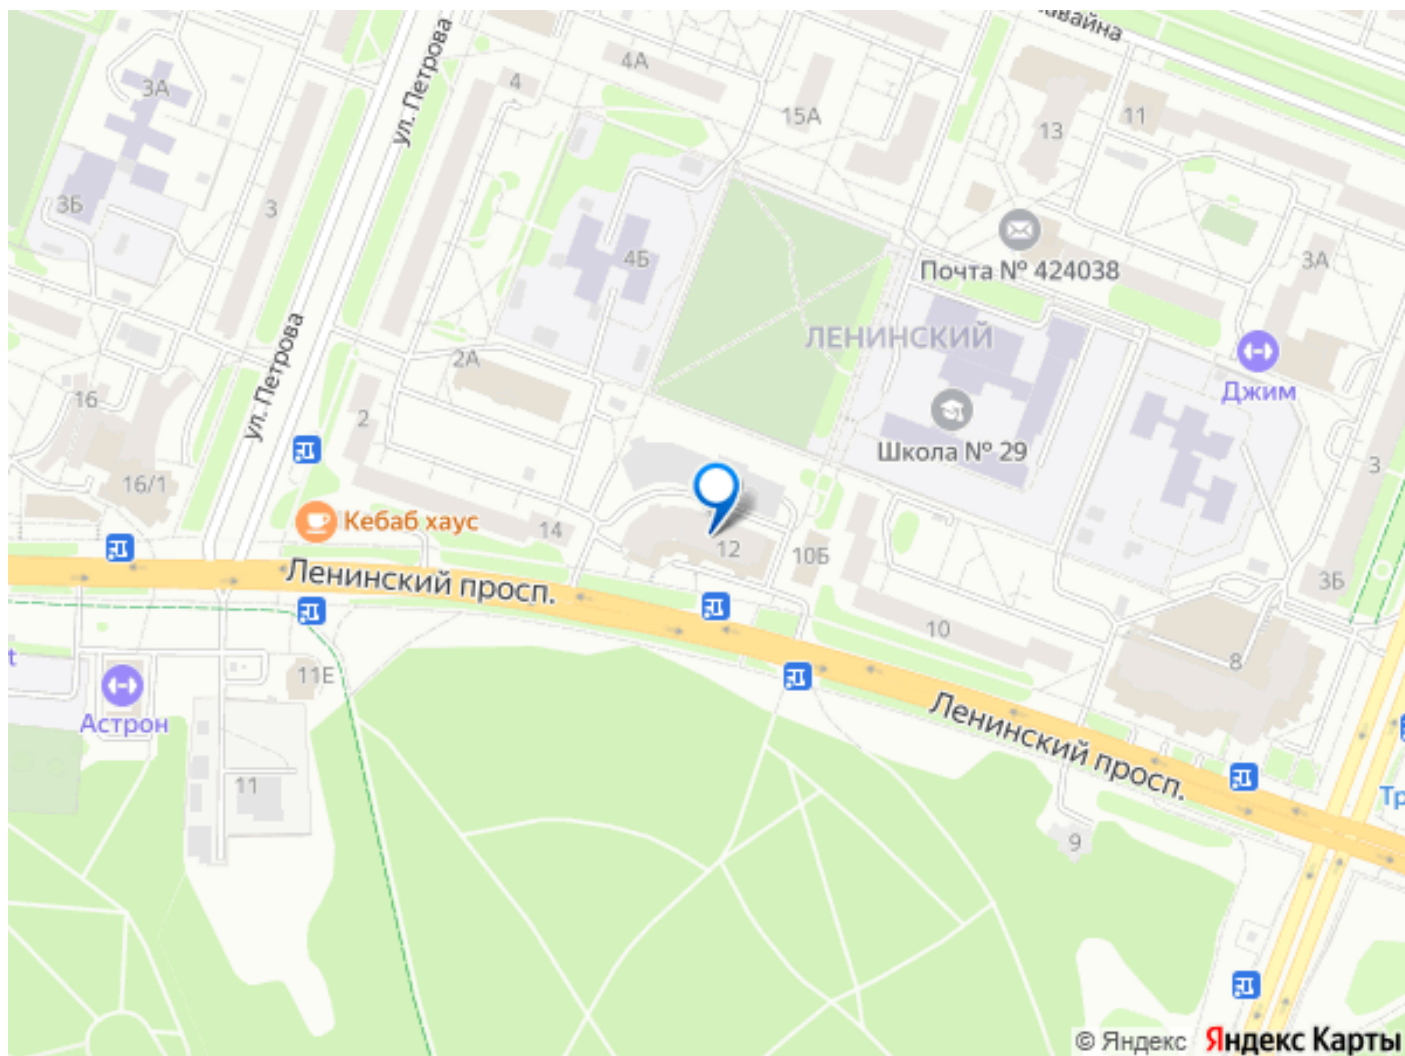 авайна
ул. Петрова
ул. Петрова
4А
4
3А
15А
13
11
3Б
3
4Б
Почта № 424038
3А
ЛЕНИНСКИЙ
Джим
2А
16
2
Школа № 29
3
16/1
Кебаб хаус
14
12
10Б
3Б
Ленинский просп.
10
8
t
11Е
Астрон
Ленинский просп.
11
Тр
9
© Яндекс Яндекс Карты